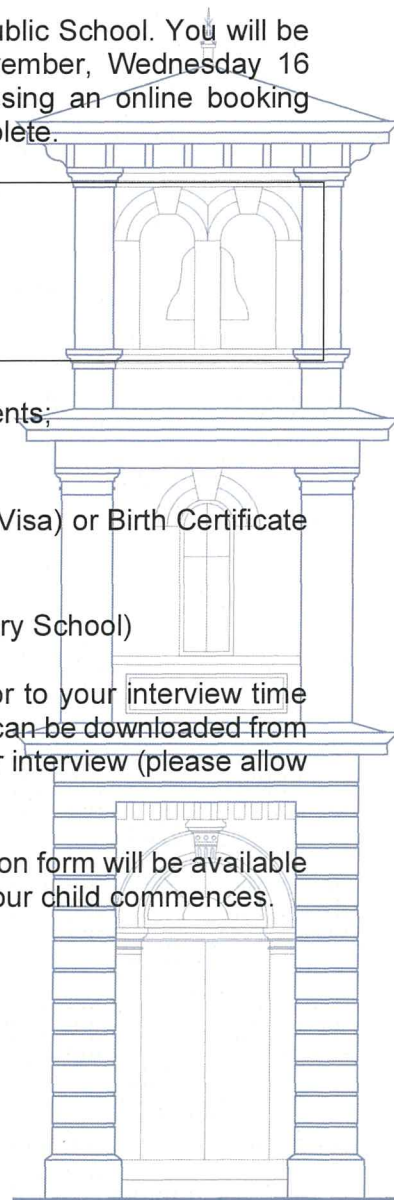 ublic School. You will be
vember, Wednesday 16
sing an online booking
olete.
ents;
Visa) or Birth Certificate
ry School)
or to your interview time
can be downloaded from
r interview (please allow
on form will be available
our child commences.